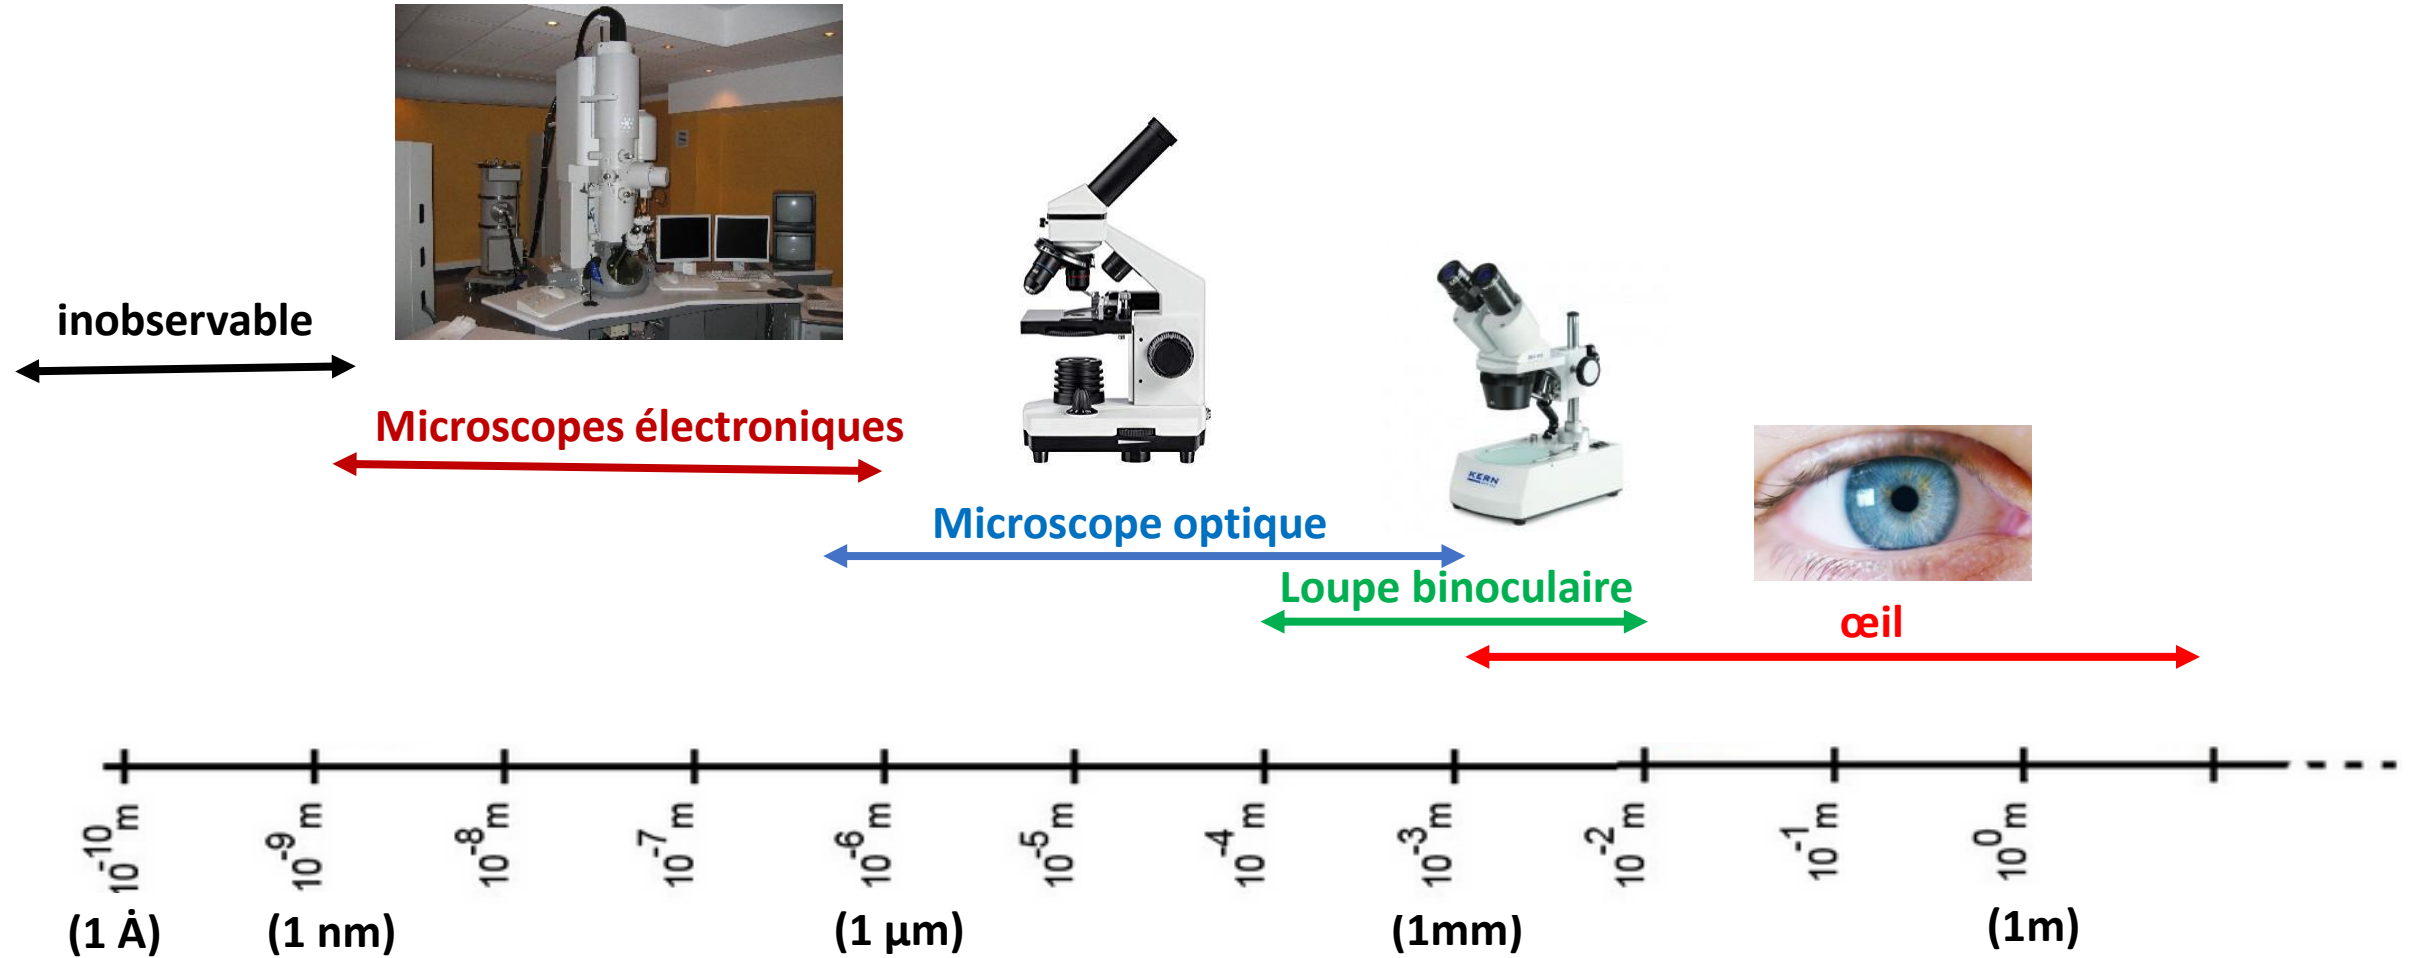 inobservable
Microscopes électroniques
Microscope optique
KERN
Loupe binoculaire
œil
10⁻¹⁰ m
10⁻⁹ m
10⁻⁸ m
10⁻⁷ m
10⁻⁶ m
10⁻⁵ m
10⁻⁴ m
10⁻³ m
10⁻² m
10⁻¹ m
10⁰ m
(1 Ȧ)
(1 nm)
(1 µm)
(1mm)
(1m)